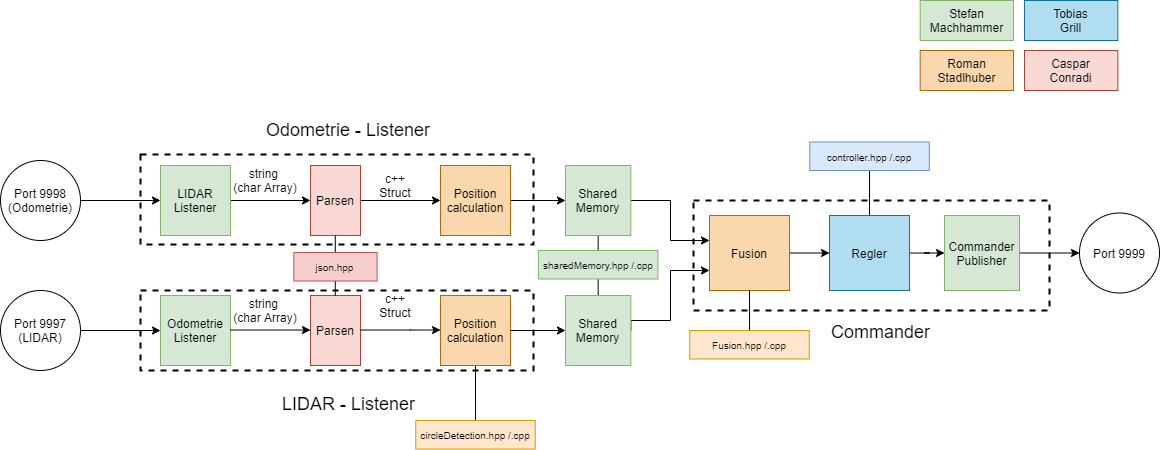 Stefan
Machhammer
Tobias
Grill
Roman
Stadlhuber
Caspar
Conradi
Odometrie - Listener
Port 9998
(Odometrie)
LIDAR
Listener
string
(char Array)
Parsen
c++
Struct
Position
calculation
Shared
Memory
controller.hpp /.cpp
json.hpp
sharedMemory.hpp /.cpp
Fusion
Regler
Commander
Publisher
Port 9999
Port 9997
(LIDAR)
Odometrie
Listener
string
(char Array)
Parsen
c++
Struct
Position
calculation
Shared
Memory
Fusion.hpp /.cpp
Commander
LIDAR - Listener
circleDetection.hpp /.cpp